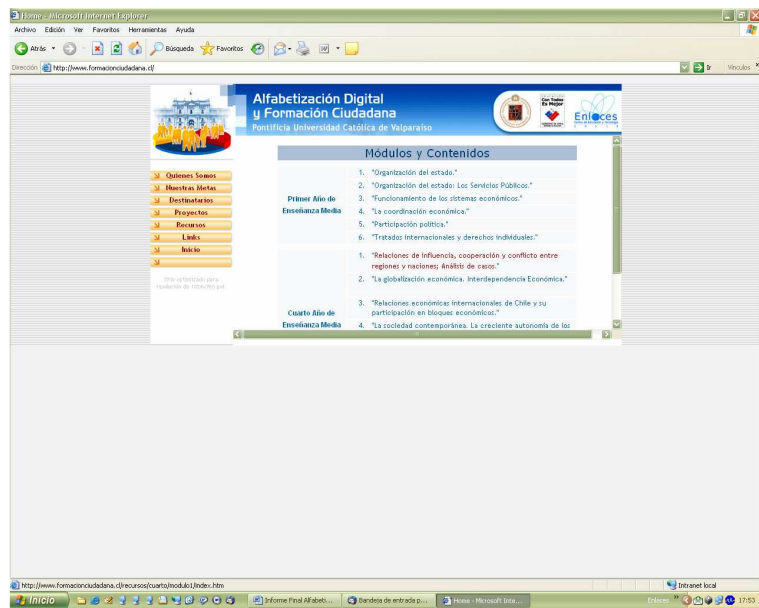 Home - Microsoft Internet Explorer
Archivo Edición Ver Favoritos Herramientas Ayuda
Atrás Búsqueda Favoritos
Dirección http://www.formacionciudadana.cl/ Ir Vínculos
Alfabetización Digital
y Formación Ciudadana
Pontificia Universidad Católica de Valparaíso
Con Todos
Es Mejor
Enlaces
Quienes Somos
Nuestras Metas
Destinatarios
Proyectos
Recursos
Links
Inicio
Módulos y Contenidos
Primer Año de
Enseñanza Media
1. "Organización del estado."
2. "Organización del estado: Los Servicios Públicos."
3. "Funcionamiento de los sistemas económicos."
4. "La coordinación económica."
5. "Participación política."
6. "Tratados internacionales y derechos individuales."
Cuarto Año de
Enseñanza Media
1. "Relaciones de influencia, cooperación y conflicto entre
regiones y naciones; Análisis de casos."
2. "La globalización económica. Interdependencia Económica."
3. "Relaciones económicas internacionales de Chile y su
participación en bloques económicos."
4. "La sociedad contemporánea. La creciente autonomía de los
http://www.formacionciudadana.cl/recursos/cuarto/modulo1/index.htm
Intranet local
Inicio
Informe Final Alfabeti...
Bandeja de entrada p...
Home - Microsoft Inte...
Enlaces
17:53